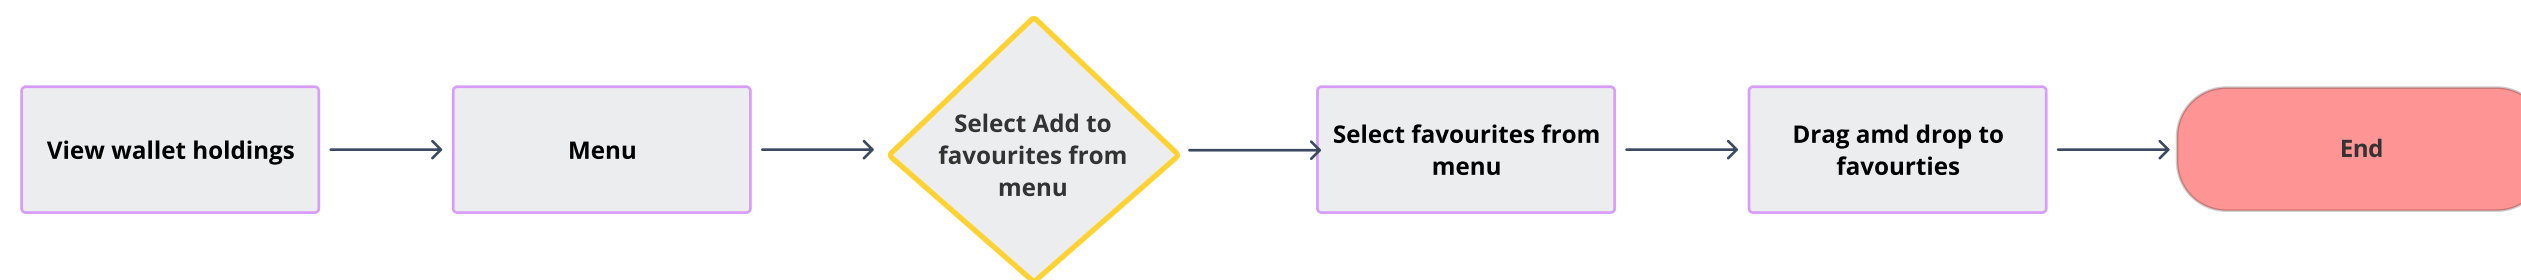 View wallet holdings
Menu
Select Add to
favourites from
menu
Select favourites from
menu
Drag amd drop to
favourties
End